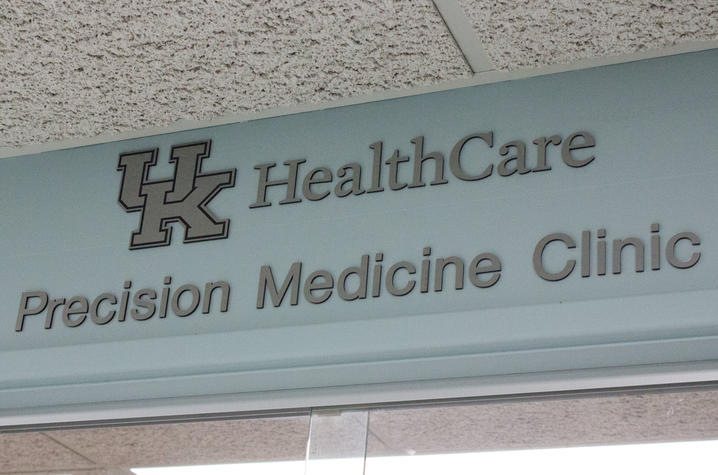 UK HealthCare
Precision Medicine Clinic